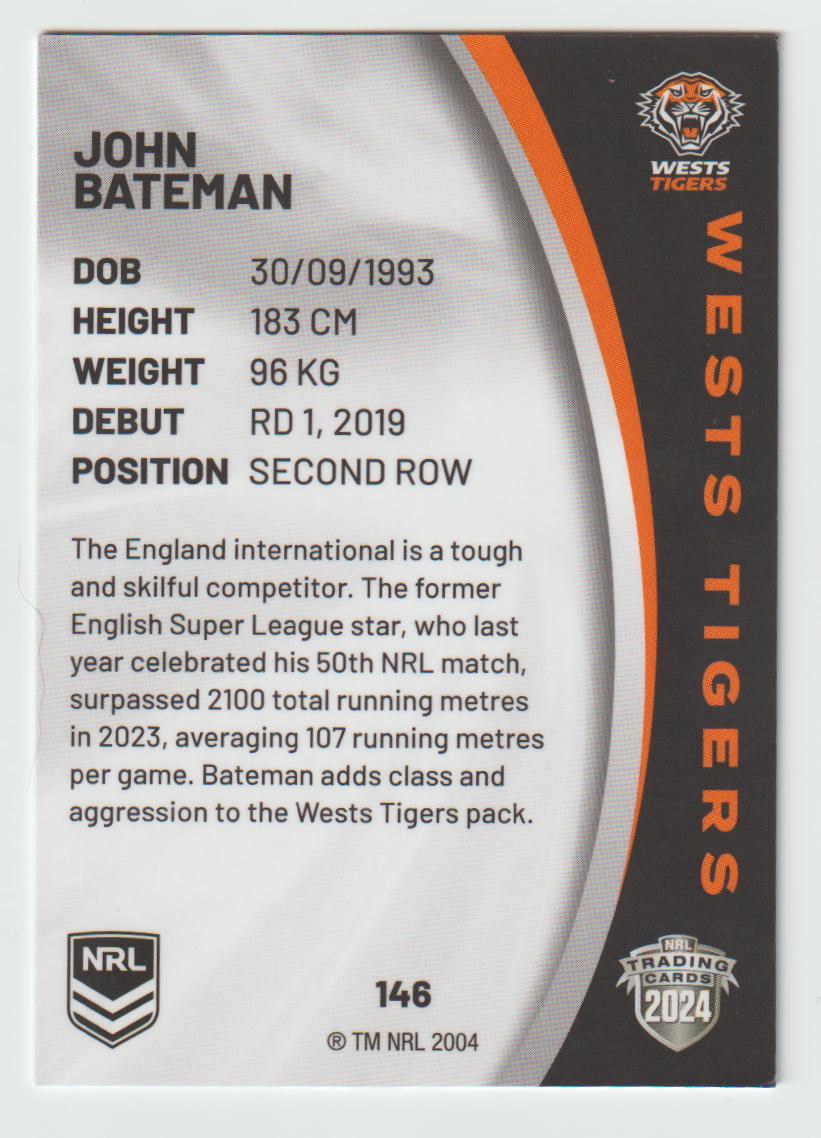 JOHN
BATEMAN
DOB 30/09/1993
HEIGHT 183 CM
WEIGHT 96 KG
DEBUT RD 1, 2019
POSITION SECOND ROW
The England international is a tough
and skilful competitor. The former
English Super League star, who last
year celebrated his 50th NRL match,
surpassed 2100 total running metres
in 2023, averaging 107 running metres
per game. Bateman adds class and
aggression to the Wests Tigers pack.
NRL
146
® TM NRL 2004
WESTS
TIGERS
WESTS TIGERS
NRL
TRADING
CARDS
2024